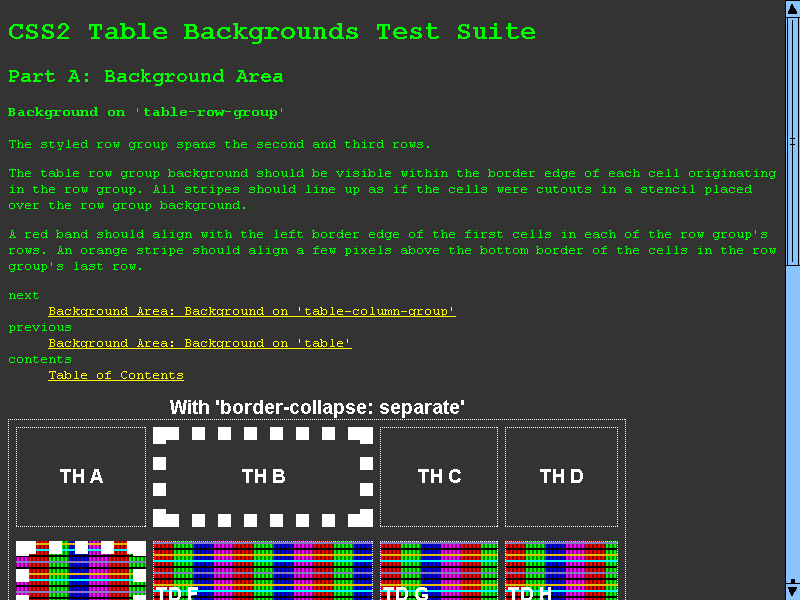 CSS2 Table Backgrounds Test Suite
Part A: Background Area
Background on 'table-row-group'
The styled row group spans the second and third rows.
The table row group background should be visible within the border edge of each cell originating
in the row group. All stripes should line up as if the cells were cutouts in a stencil placed
over the row group background.
A red band should align with the left border edge of the first cells in each of the row group's
rows. An orange stripe should align a few pixels above the bottom border of the cells in the row
group's last row.
next
Background Area: Background on 'table-column-group'
previous
Background Area: Background on 'table'
contents
Table of Contents
With 'border-collapse: separate'
TH A TH B TH C TH D
TD F TD G TD H